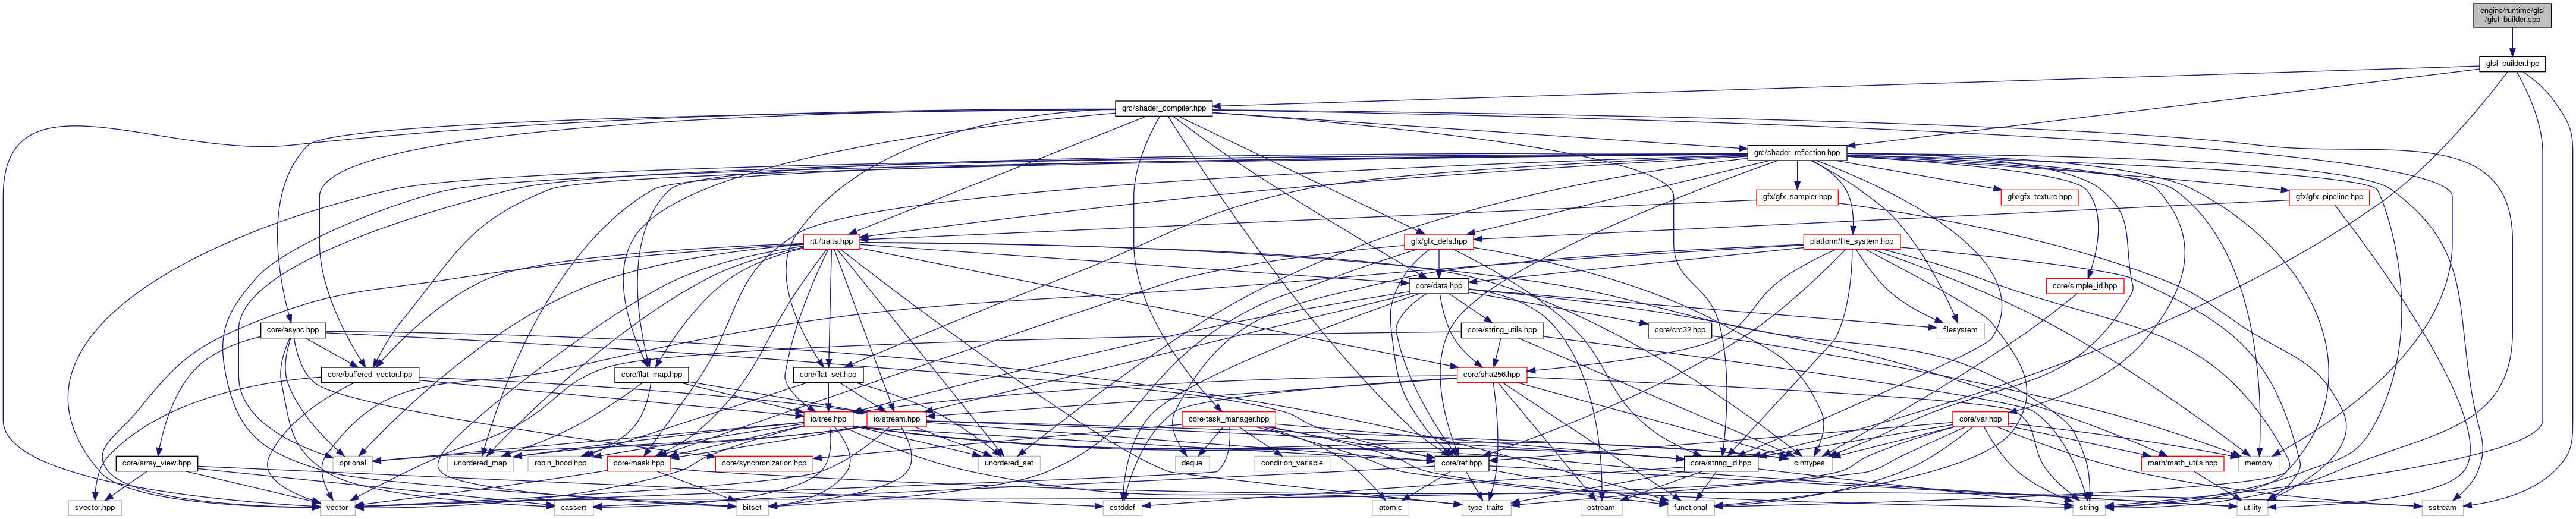 engine/runtime/glsl
/glsl_builder.cpp
glsl_builder.hpp
grc/shader_compiler.hpp
grc/shader_reflection.hpp
gfx/gfx_sampler.hpp
gfx/gfx_texture.hpp
gfx/gfx_pipeline.hpp
rtti/traits.hpp
gfx/gfx_defs.hpp
platform/file_system.hpp
core/data.hpp
core/simple_id.hpp
core/async.hpp
core/string_utils.hpp
core/crc32.hpp
filesystem
core/buffered_vector.hpp
core/flat_map.hpp
core/flat_set.hpp
core/sha256.hpp
io/tree.hpp
io/stream.hpp
core/task_manager.hpp
core/var.hpp
core/array_view.hpp
optional
unordered_map
robin_hood.hpp
core/mask.hpp
core/synchronization.hpp
unordered_set
deque
condition_variable
core/ref.hpp
core/string_id.hpp
cinttypes
math/math_utils.hpp
memory
svector.hpp
vector
cassert
bitset
cstddef
atomic
type_traits
ostream
functional
string
utility
sstream